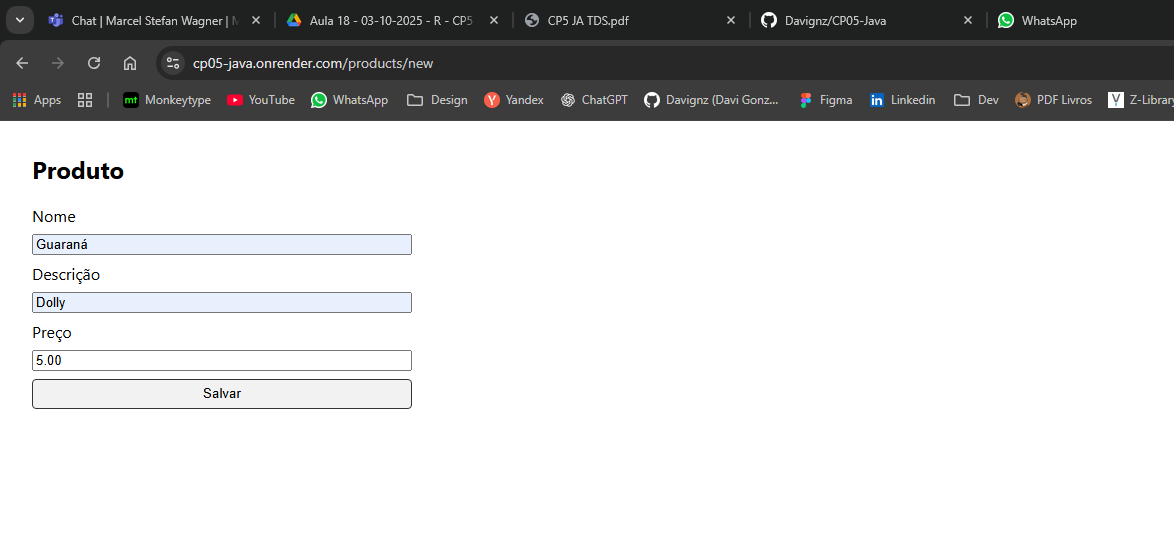 Chat | Marcel Stefan Wagner | M
Aula 18 - 03-10-2025 - R - CP5
CP5 JA TDS.pdf
Davignz/CP05-Java
WhatsApp
cp05-java.onrender.com/products/new
Apps
Monkeytype
YouTube
WhatsApp
Design
Yandex
ChatGPT
Davignz (Davi Gonz...
Figma
Linkedin
Dev
PDF Livros
Z-Library
Produto
Nome
Guaraná
Descrição
Dolly
Preço
5.00
Salvar